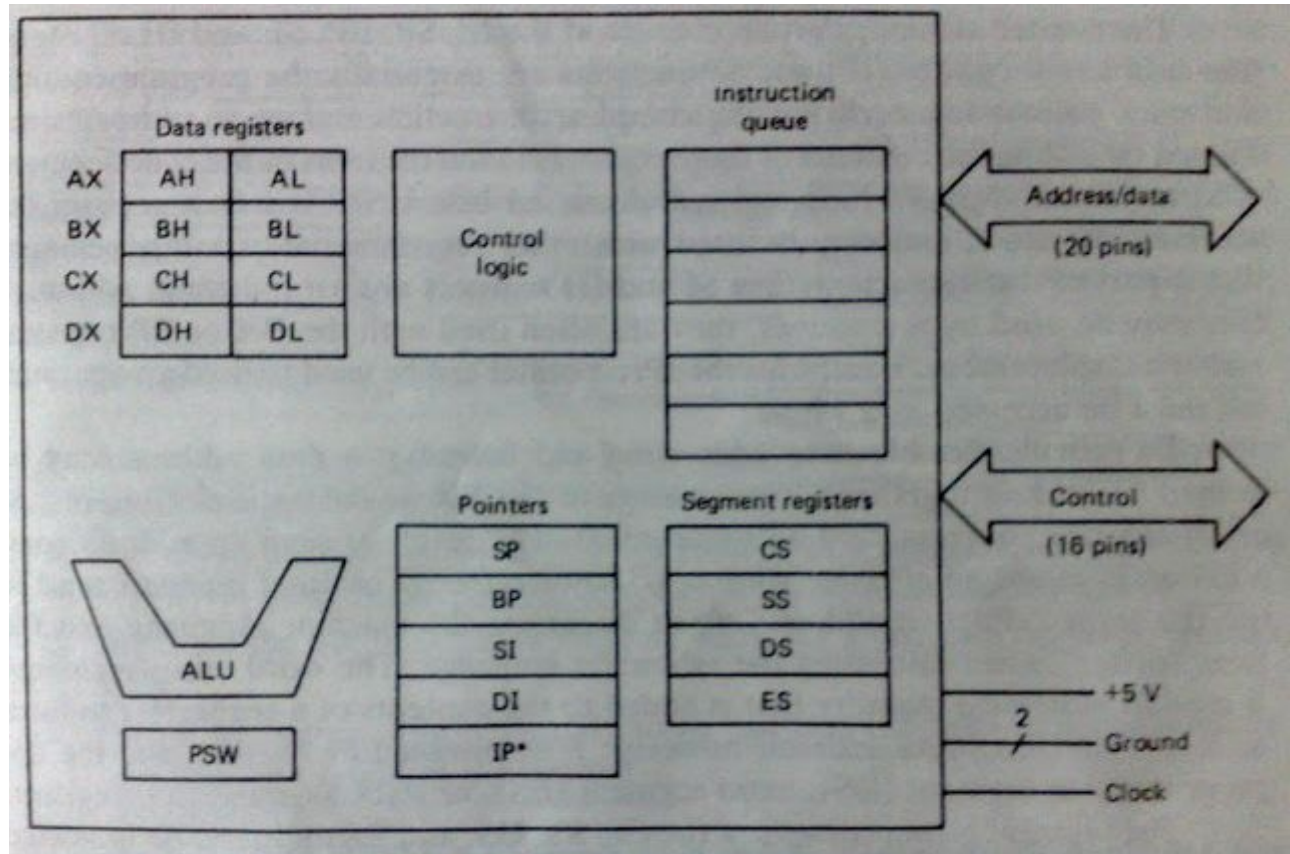 Instruction
queue
Data registers
AX AH AL
BX BH BL
CX CH CL
DX DH DL
Control
logic
Address/data
(20 pins)
Control
(16 pins)
Pointers
SP
BP
SI
DI
IP*
Segment registers
CS
SS
DS
ES
ALU
PSW
+5 V
2
Ground
Clock